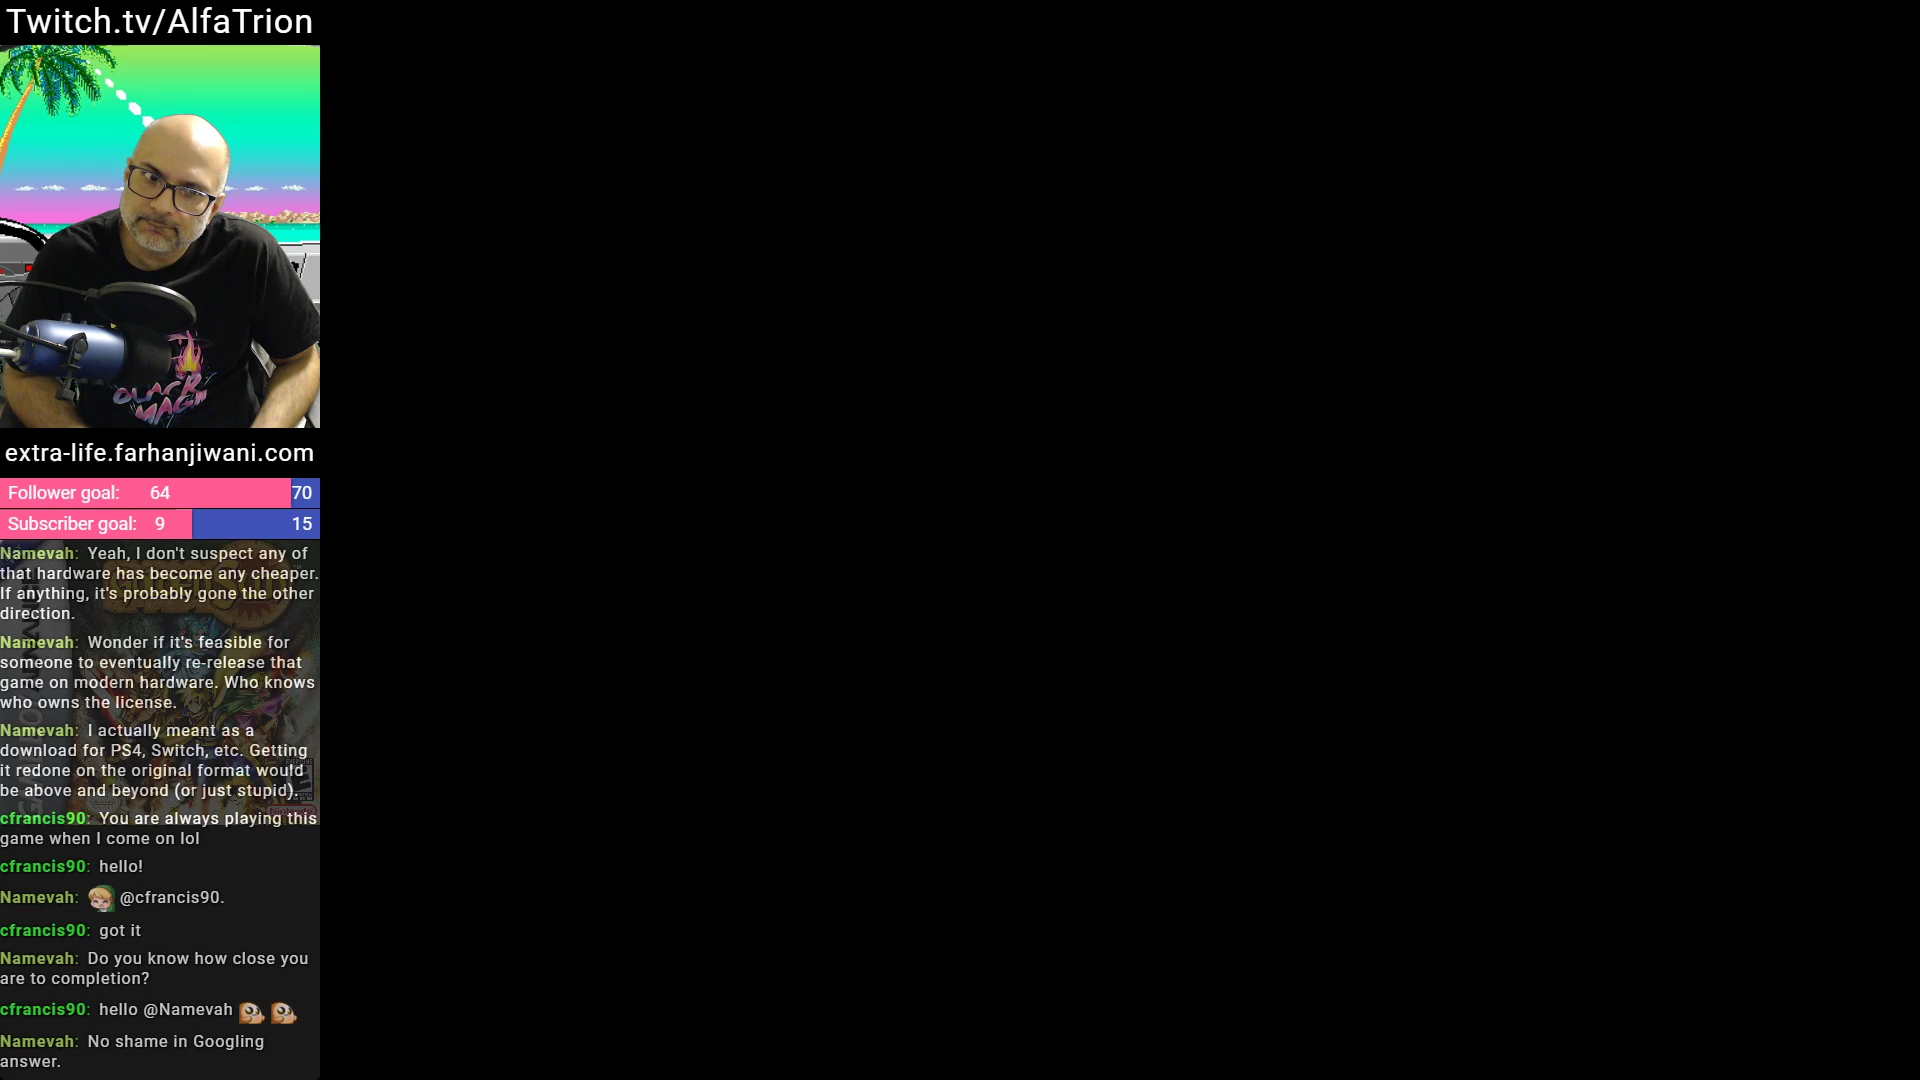 Twitch.tv/AlfaTrion
BLACK
MAGIC
extra-life.farhanjiwani.com
Follower goal: 64 70
Subscriber goal: 9 15
Namevah: Yeah, I don't suspect any of
that hardware has become any cheaper.
If anything, it's probably gone the other
direction.
Namevah: Wonder if it's feasible for
someone to eventually re-release that
game on modern hardware. Who knows
who owns the license.
Namevah: I actually meant as a
download for PS4, Switch, etc. Getting
it redone on the original format would
be above and beyond (or just stupid).
cfrancis90: You are always playing this
game when I come on lol
cfrancis90: hello!
Namevah: @cfrancis90.
cfrancis90: got it
Namevah: Do you know how close you
are to completion?
cfrancis90: hello @Namevah
Namevah: No shame in Googling
answer.